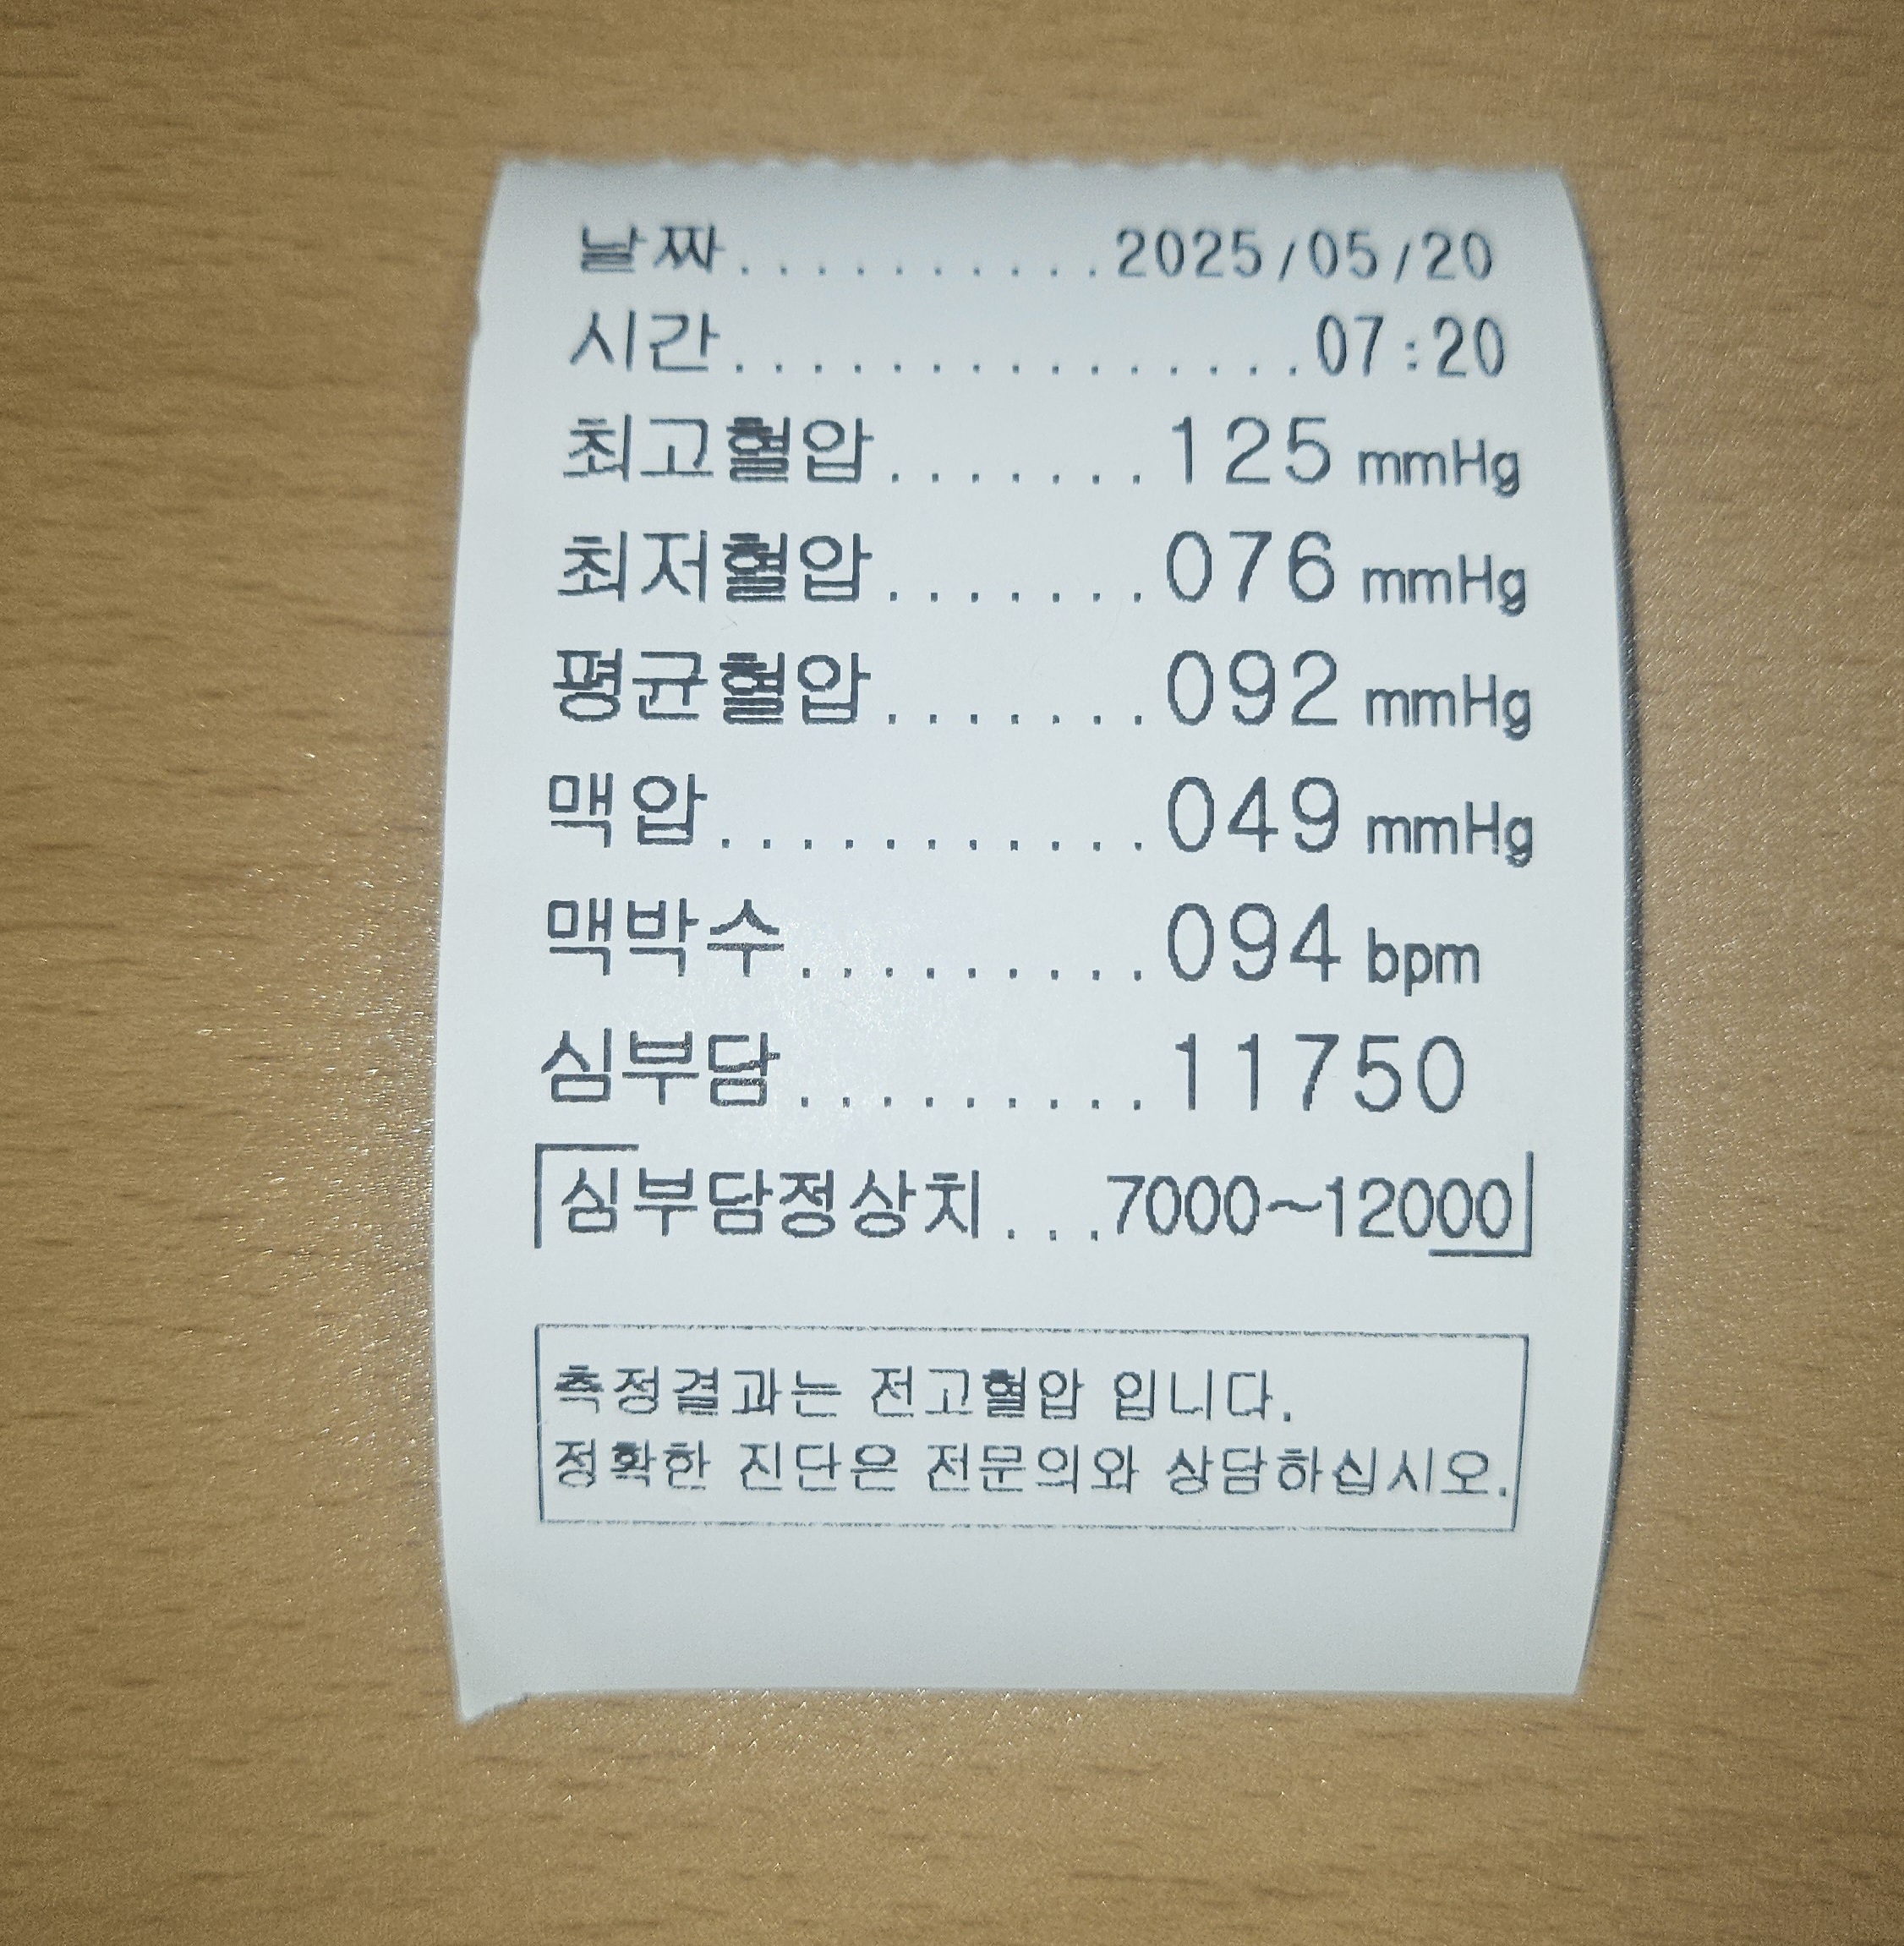 날짜...........2025/05/20
시간...............07:20
최고혈압.......125 mmHg
최저혈압.......076 mmHg
평균혈압.......092 mmHg
맥압...........049 mmHg
맥박수.........094 bpm
심부담.........11750
심부담정상치...7000~12000
측정결과는 전고혈압 입니다.
정확한 진단은 전문의와 상담하십시오.